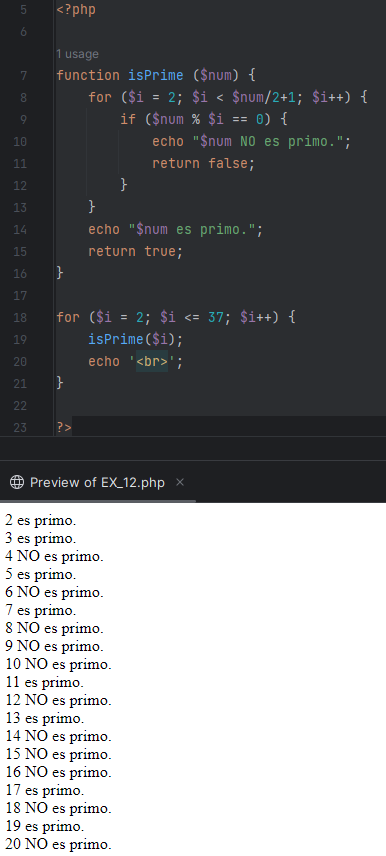 5 <?php
6
1 usage
7 function isPrime ($num) {
8 for ($i = 2; $i < $num/2+1; $i++) {
9 if ($num % $i == 0) {
10 echo "$num NO es primo.";
11 return false;
12 }
13 }
14 echo "$num es primo.";
15 return true;
16 }
17
18 for ($i = 2; $i <= 37; $i++) {
19 isPrime($i);
20 echo '<br>';
21 }
22
23 ?>
Preview of EX_12.php ×
2 es primo.
3 es primo.
4 NO es primo.
5 es primo.
6 NO es primo.
7 es primo.
8 NO es primo.
9 NO es primo.
10 NO es primo.
11 es primo.
12 NO es primo.
13 es primo.
14 NO es primo.
15 NO es primo.
16 NO es primo.
17 es primo.
18 NO es primo.
19 es primo.
20 NO es primo.